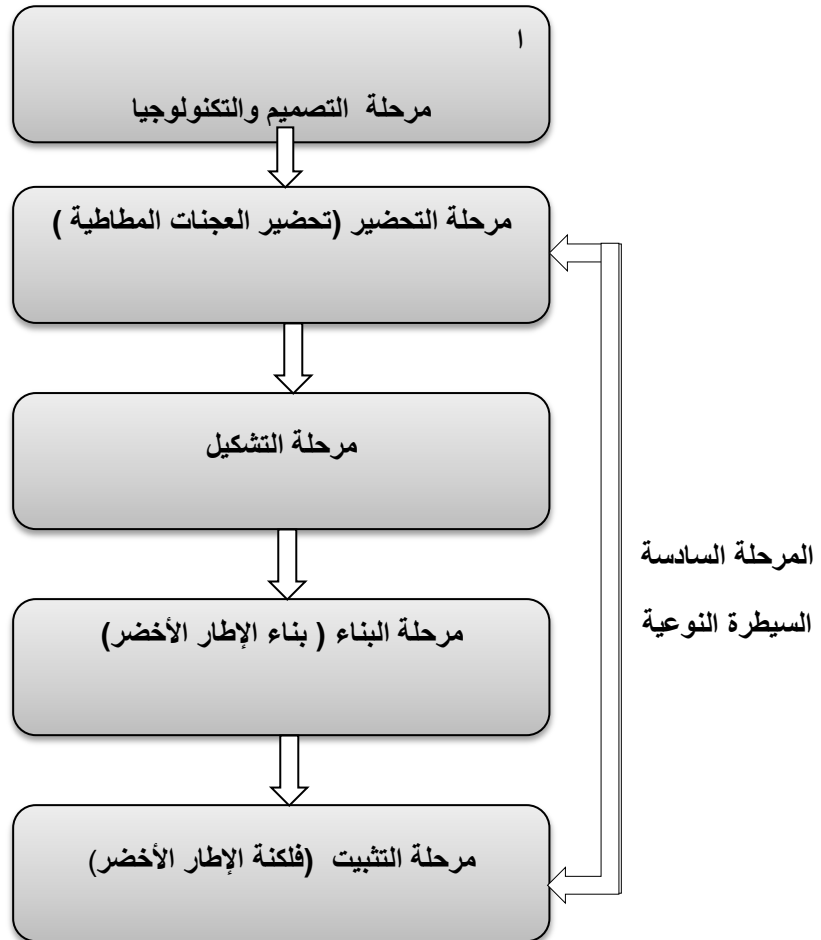 ا
مرحلة التصميم والتكنولوجيا
مرحلة التحضير (تحضير العجنات المطاطية )
مرحلة التشكيل
المرحلة السادسة
السيطرة النوعية
مرحلة البناء ( بناء الإطار الأخضر)
مرحلة التثبيت (فلكنة الإطار الأخضر)